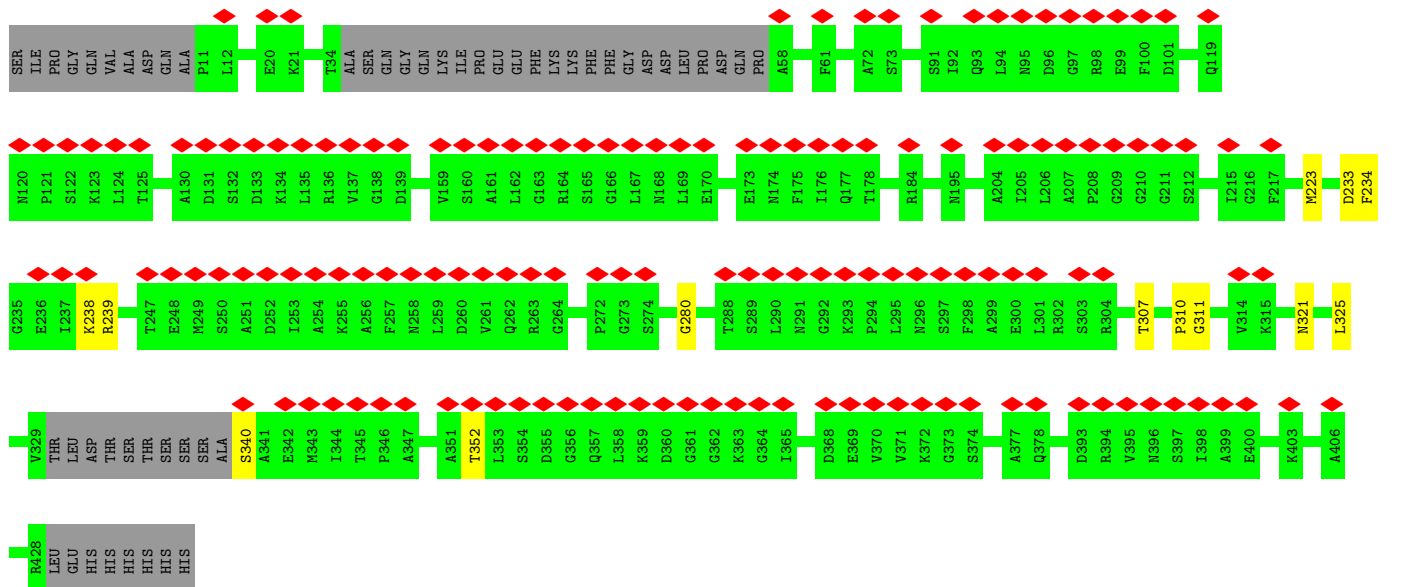 SER ILE PRO GLY GLN VAL ALA ASP GLN ALA P11 L12 E20 K21 T34 ALA SER GLN GLY GLN LYS ILE PRO GLU GLU PHE LYS LYS PHE PHE GLY ASP ASP LEU PRO ASP GLN PRO A58 F61 A72 S73 S91 I92 Q93 L94 N95 D96 G97 R98 E99 F100 D101 Q119
N120 P121 S122 K123 L124 T125 A130 D131 S132 D133 K134 L135 R136 V137 G138 D139 V159 S160 A161 L162 G163 R164 S165 G166 L167 N168 L169 E170 E173 N174 F175 I176 Q177 T178 R184 N195 A204 I205 L206 A207 P208 G209 G210 G211 S212 I215 G216 F217 M223 D233 F234
G235 E236 I237 K238 R239 T247 E248 M249 S250 A251 D252 I253 A254 K255 A256 F257 N258 L259 D260 V261 Q262 R263 G264 P272 G273 S274 G280 T288 S289 L290 N291 G292 K293 P294 L295 N296 S297 F298 A299 E300 L301 R302 S303 R304 T307 P310 G311 V314 K315 N321 L325
V329 THR LEU ASP THR SER THR SER SER SER ALA S340 A341 E342 M343 I344 T345 P346 A347 A351 T352 L353 S354 D355 G356 Q357 L358 K359 D360 G361 G362 K363 G364 I365 D368 E369 V370 V371 K372 G373 S374 A377 Q378 D393 R394 V395 N396 S397 I398 A399 E400 K403 A406
R428 LEU GLU HIS HIS HIS HIS HIS HIS